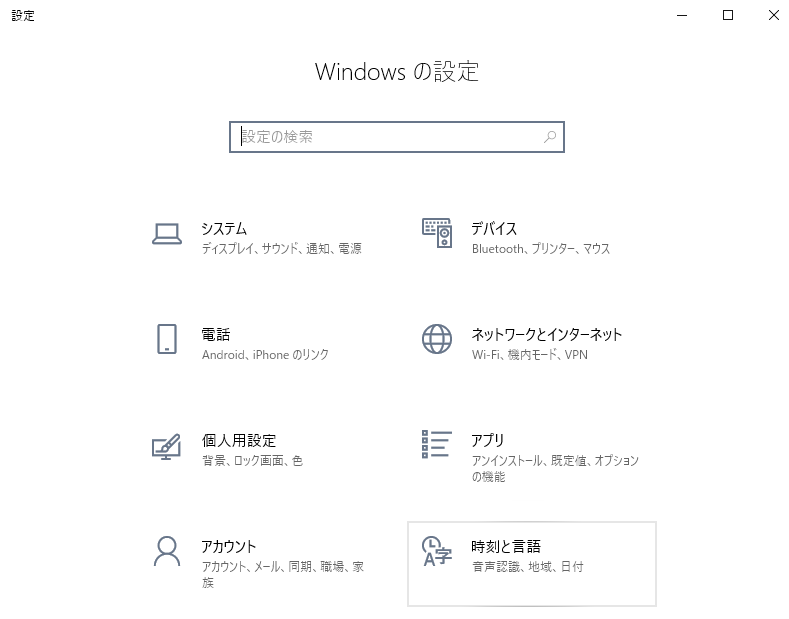 設定
Windows の設定
設定の検索
システム
ディスプレイ、サウンド、通知、電源
デバイス
Bluetooth、プリンター、マウス
電話
Android、iPhone のリンク
ネットワークとインターネット
Wi-Fi、機内モード、VPN
個人用設定
背景、ロック画面、色
アプリ
アンインストール、既定値、オプション
の機能
アカウント
アカウント、メール、同期、職場、家
族
時刻と言語
音声認識、地域、日付